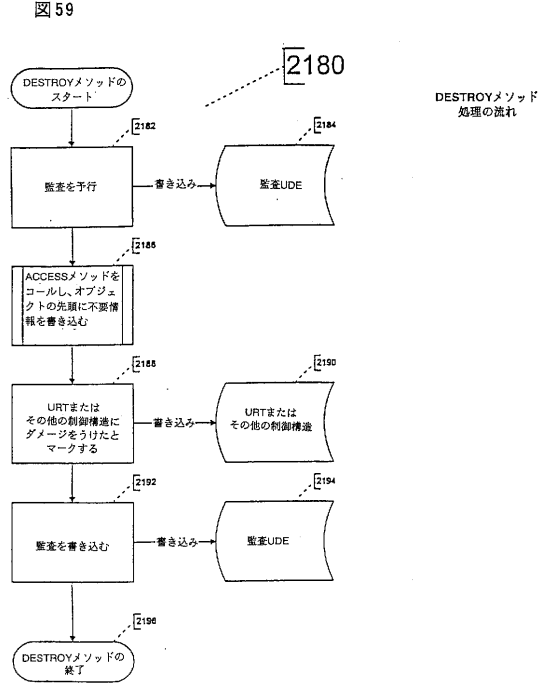 図59
2180
DESTROYメソッドの
スタート
DESTROYメソッド
処理の流れ
2182
監査を予行
書き込み
2184
監査UDE
2186
ACCESSメソッドを
コールし、オブジェ
クトの先頭に不要情
報を書き込む
2188
URTまたは
その他の制御構造に
ダメージをうけたと
マークする
書き込み
2190
URTまたは
その他の制御構造
2192
監査を書き込む
書き込み
2194
監査UDE
2196
DESTROYメソッドの
終了